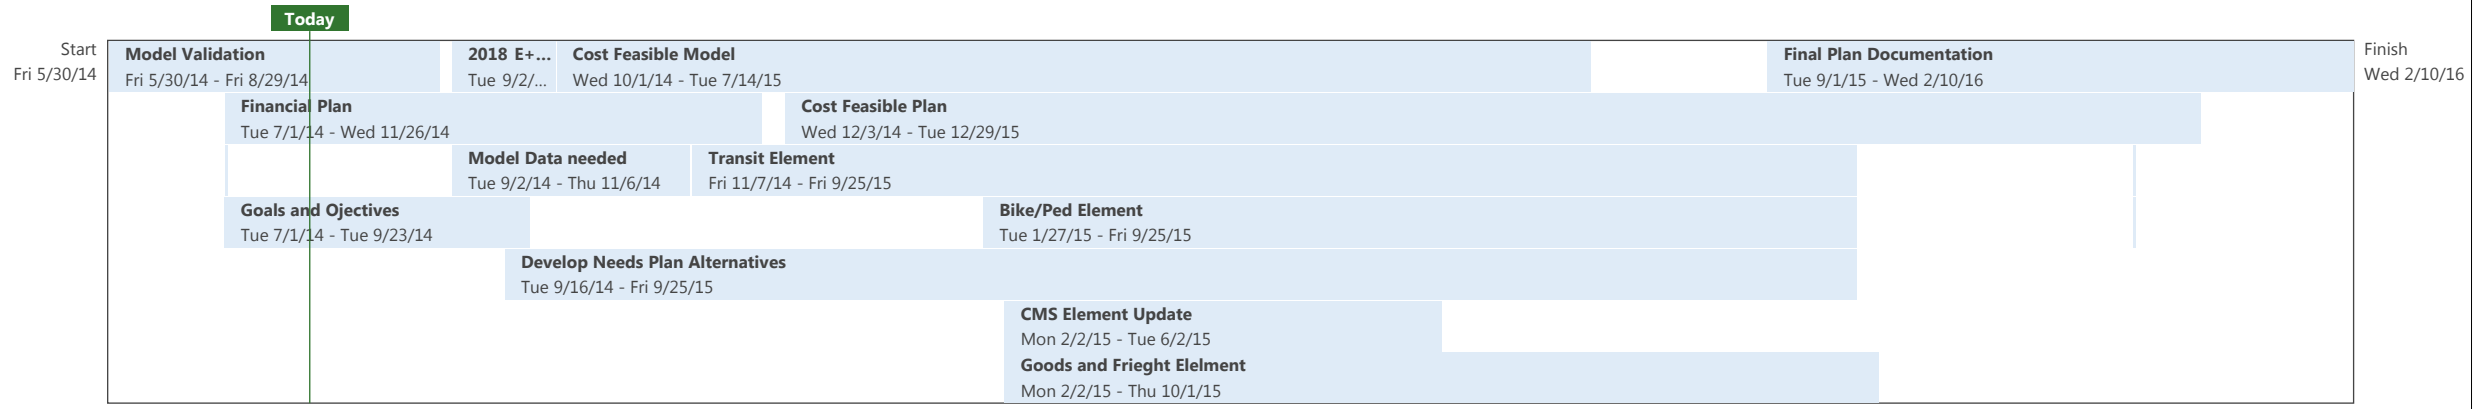 Today
Start
Fri 5/30/14
Model Validation
Fri 5/30/14 - Fri 8/29/14
2018 E+...
Tue 9/2/...
Cost Feasible Model
Wed 10/1/14 - Tue 7/14/15
Final Plan Documentation
Tue 9/1/15 - Wed 2/10/16
Finish
Wed 2/10/16
Financial Plan
Tue 7/1/14 - Wed 11/26/14
Cost Feasible Plan
Wed 12/3/14 - Tue 12/29/15
Model Data needed
Tue 9/2/14 - Thu 11/6/14
Transit Element
Fri 11/7/14 - Fri 9/25/15
Goals and Ojectives
Tue 7/1/14 - Tue 9/23/14
Bike/Ped Element
Tue 1/27/15 - Fri 9/25/15
Develop Needs Plan Alternatives
Tue 9/16/14 - Fri 9/25/15
CMS Element Update
Mon 2/2/15 - Tue 6/2/15
Goods and Frieght Elelment
Mon 2/2/15 - Thu 10/1/15